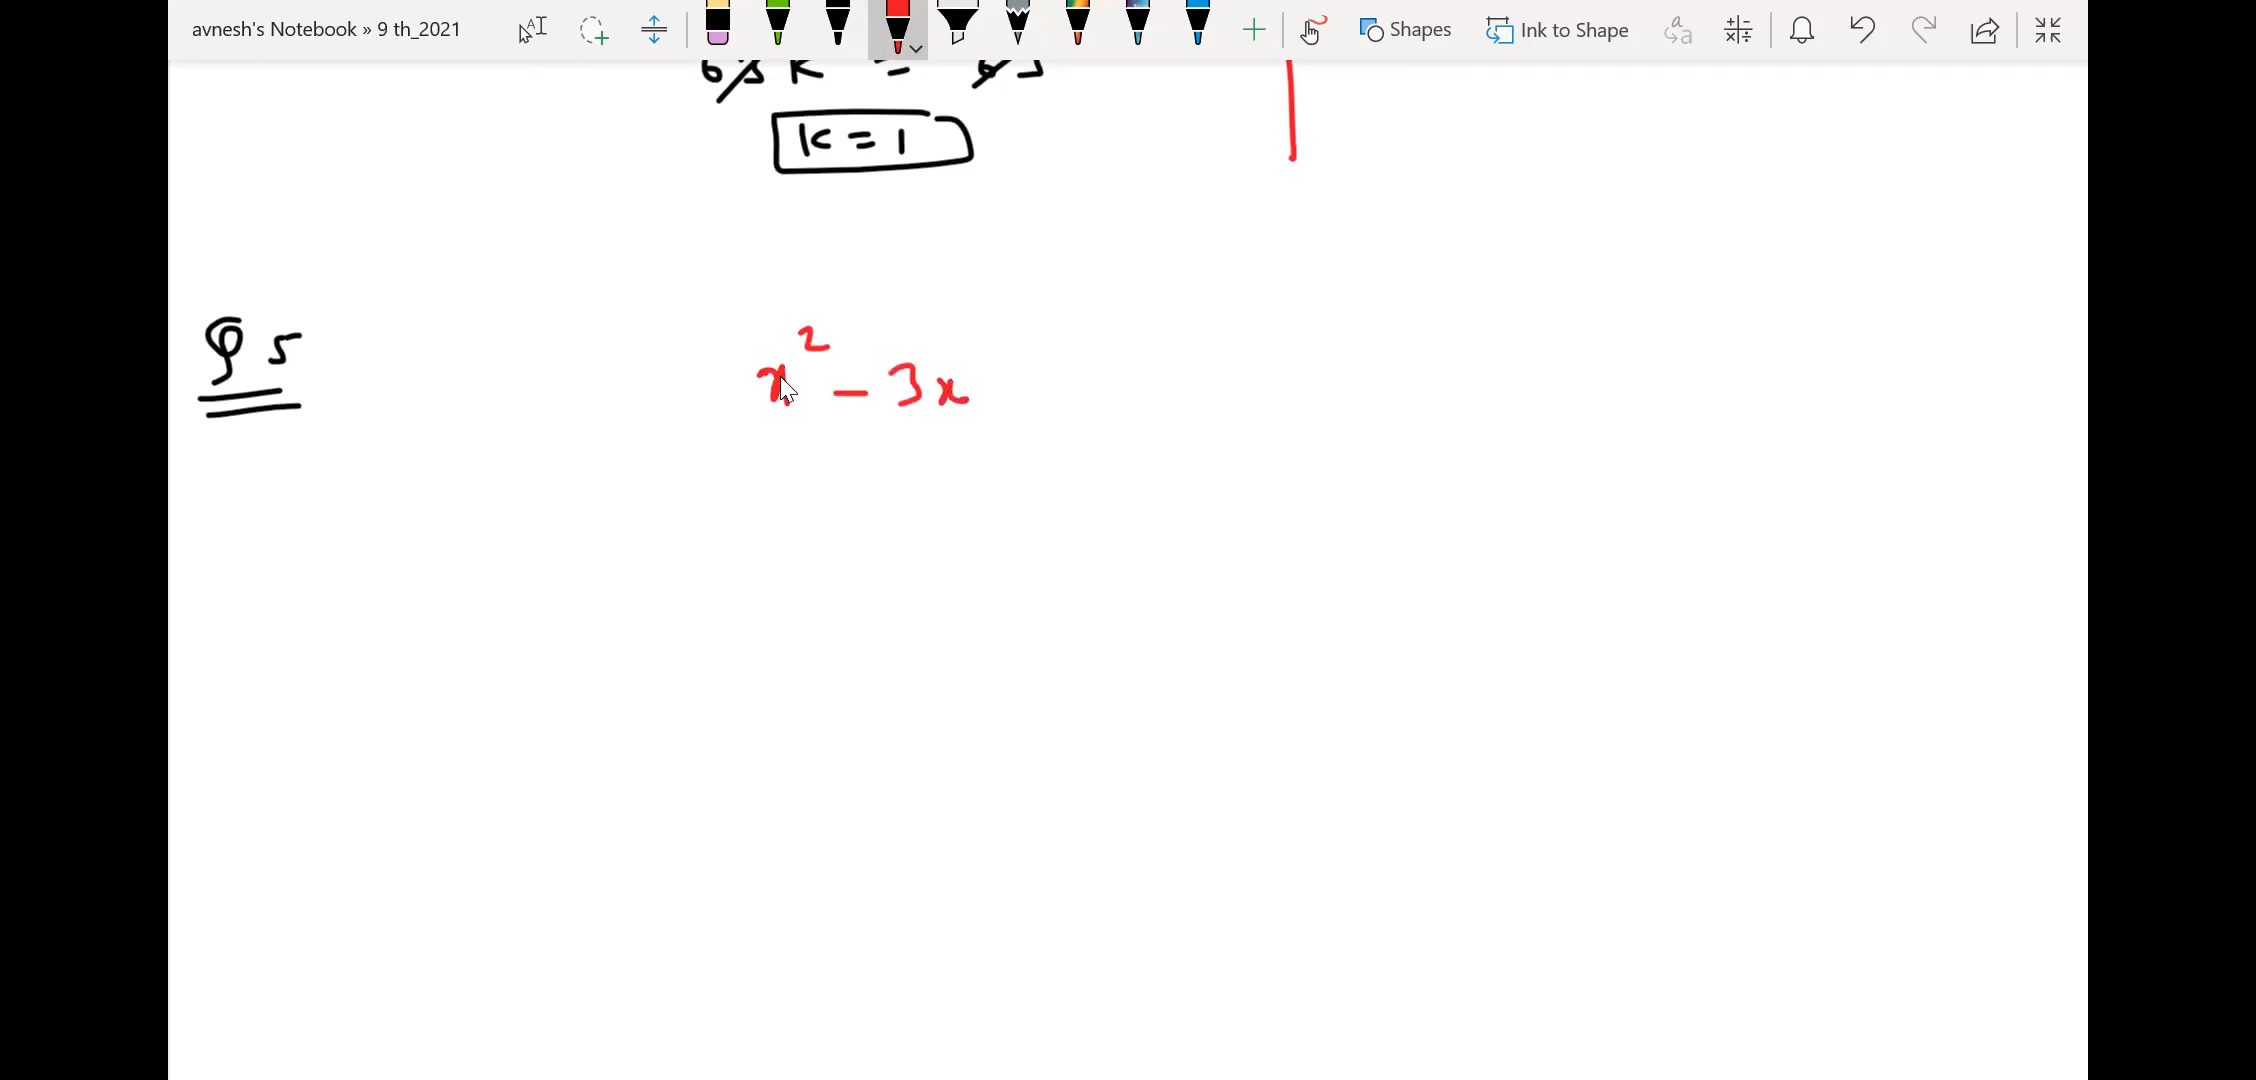 avnesh's Notebook » 9 th_2021 Shapes Ink to Shape
K = 1
Q 5
x² - 3x